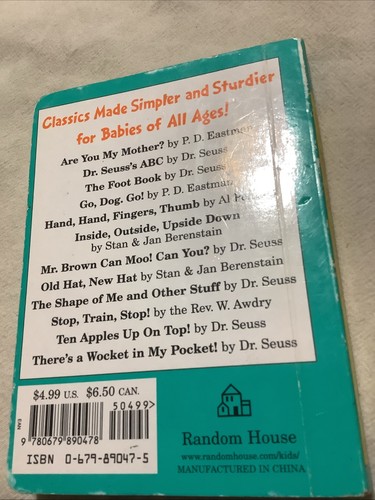 Classics Made Simpler and Sturdier
for Babies of All Ages!
Are You My Mother? by P. D. Eastman
Dr. Seuss's ABC by Dr. Seuss
The Foot Book by Dr. Seuss
Go, Dog. Go! by P. D. Eastman
Hand, Hand, Fingers, Thumb by Al
Inside, Outside, Upside Down
by Stan & Jan Berenstain
Mr. Brown Can Moo! Can You? by Dr. Seuss
Old Hat, New Hat by Stan & Jan Berenstain
The Shape of Me and Other Stuff by Dr. Seuss
Stop, Train, Stop! by the Rev. W. Awdry
Ten Apples Up On Top! by Dr. Seuss
There's a Wocket in My Pocket! by Dr. Seuss
$4.99 U.S. $6.50 CAN.
50499>
EAN
9 780679 890478
ISBN 0-679-89047-5
Random House
www.randomhouse.com/kids/
MANUFACTURED IN CHINA